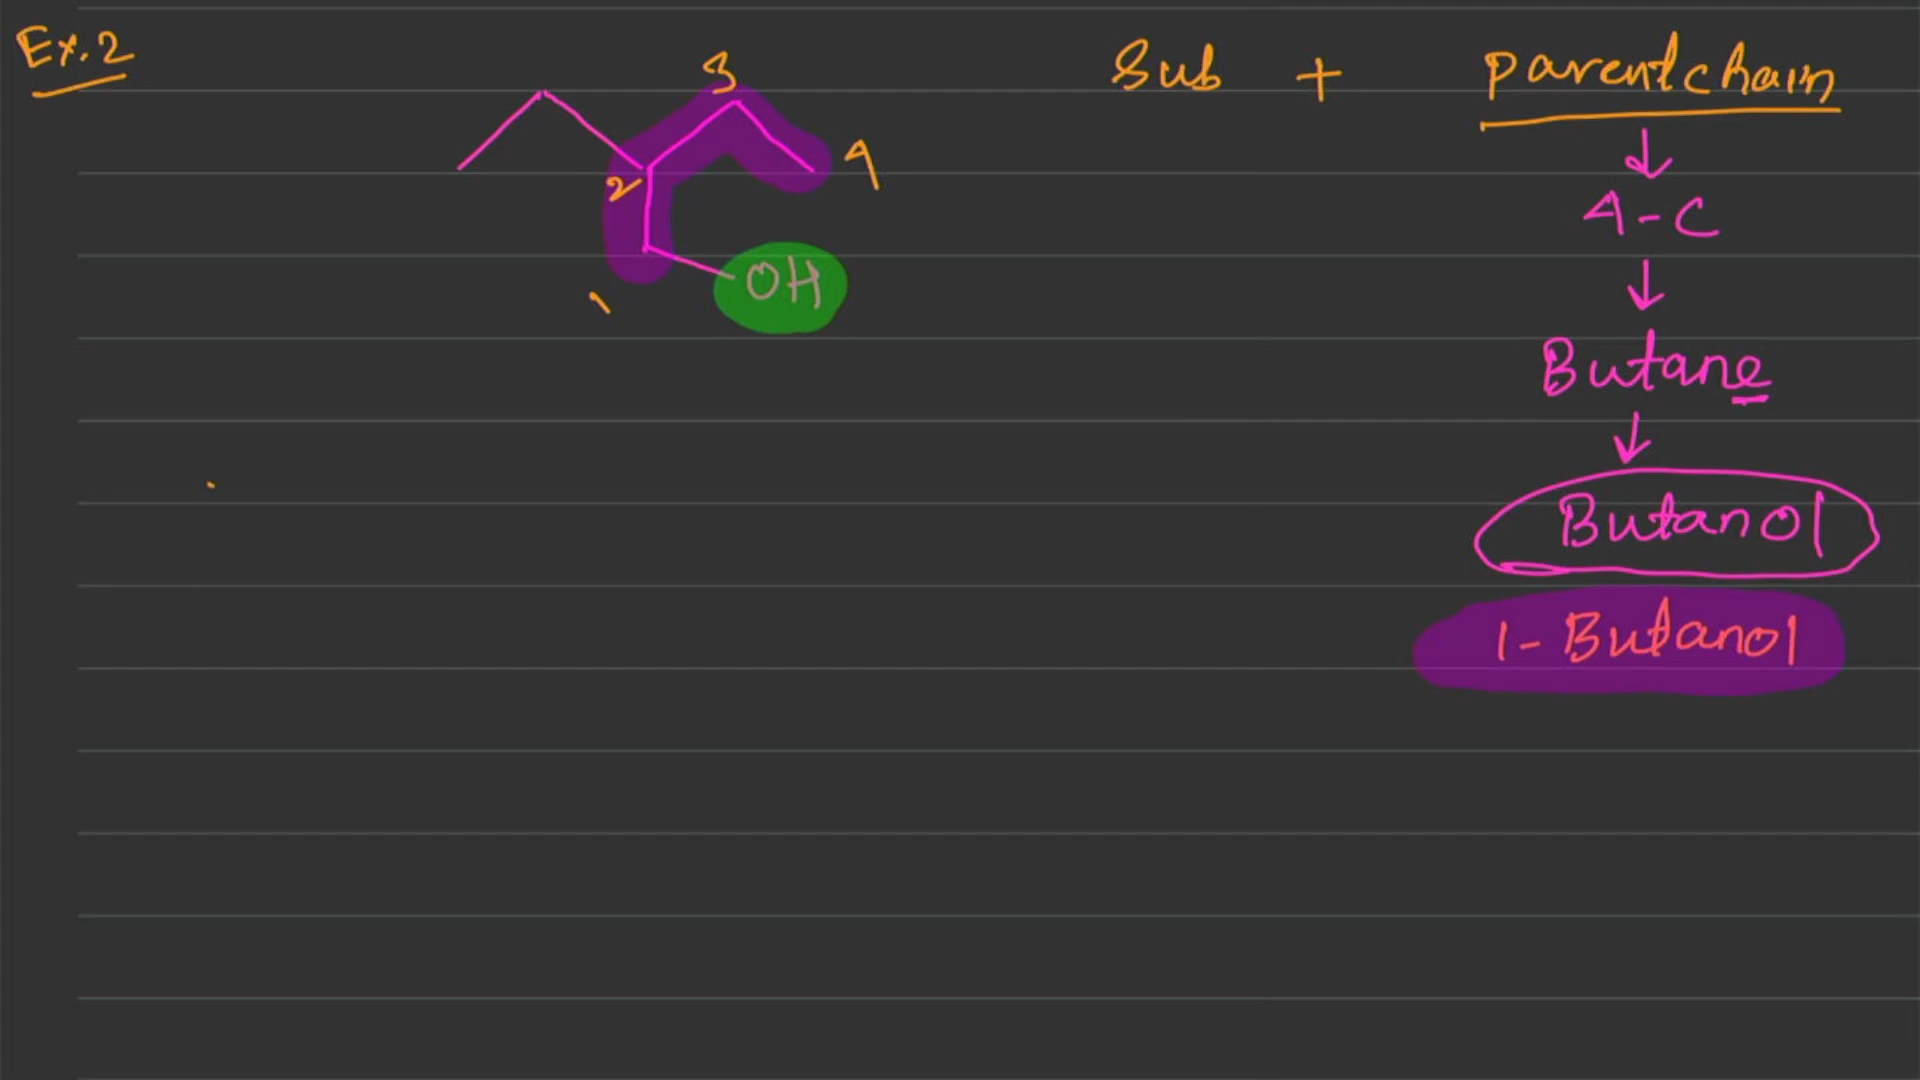 Ex. 2
Sub + parent chain
3
2
4
4 - C
1
OH
Butane
Butanol
1 - Butanol